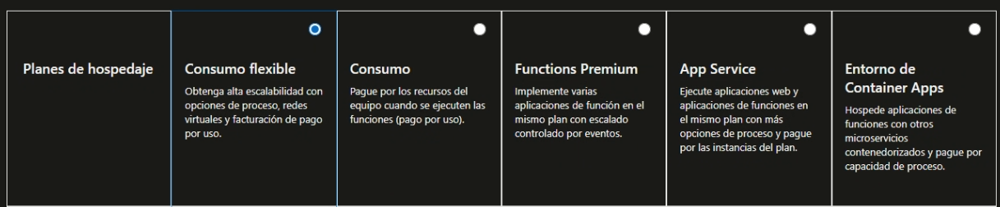 Planes de hospedaje
Consumo flexible
Obtenga alta escalabilidad con
opciones de proceso, redes
virtuales y facturación de pago
por uso.
Consumo
Pague por los recursos del
equipo cuando se ejecuten las
funciones (pago por uso).
Functions Premium
Implemente varias
aplicaciones de función en el
mismo plan con escalado
controlado por eventos.
App Service
Ejecute aplicaciones web y
aplicaciones de funciones en
el mismo plan con más
opciones de proceso y pague
por las instancias del plan.
Entorno de
Container Apps
Hospede aplicaciones de
funciones con otros
microservicios
contenedorizados y pague por
capacidad de proceso.